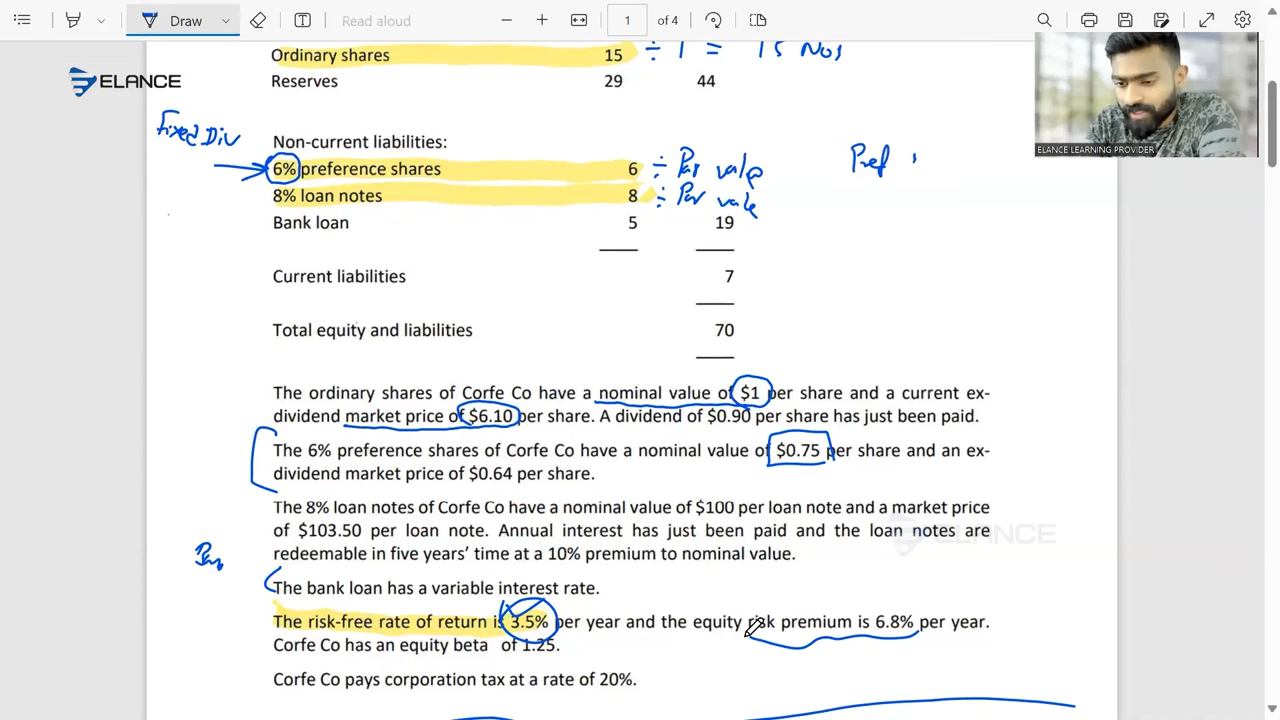 Draw
Read aloud
1 of 4
ELANCE
Ordinary shares 15 ÷ 1 = 15 Nos
Reserves 29 44
ELANCE LEARNING PROVIDER
Fixed Div
Non-current liabilities:
6% preference shares 6 ÷ Par value
Pref
8% loan notes 8 ÷ Par vale
Bank loan 5 19
Current liabilities 7
Total equity and liabilities 70
The ordinary shares of Corfe Co have a nominal value of $1 per share and a current ex-
dividend market price of $6.10 per share. A dividend of $0.90 per share has just been paid.
The 6% preference shares of Corfe Co have a nominal value of $0.75 per share and an ex-
dividend market price of $0.64 per share.
The 8% loan notes of Corfe Co have a nominal value of $100 per loan note and a market price
of $103.50 per loan note. Annual interest has just been paid and the loan notes are
ELANCE
redeemable in five years' time at a 10% premium to nominal value.
The bank loan has a variable interest rate.
The risk-free rate of return is 3.5% per year and the equity risk premium is 6.8% per year.
Corfe Co has an equity beta of 1.25.
Corfe Co pays corporation tax at a rate of 20%.